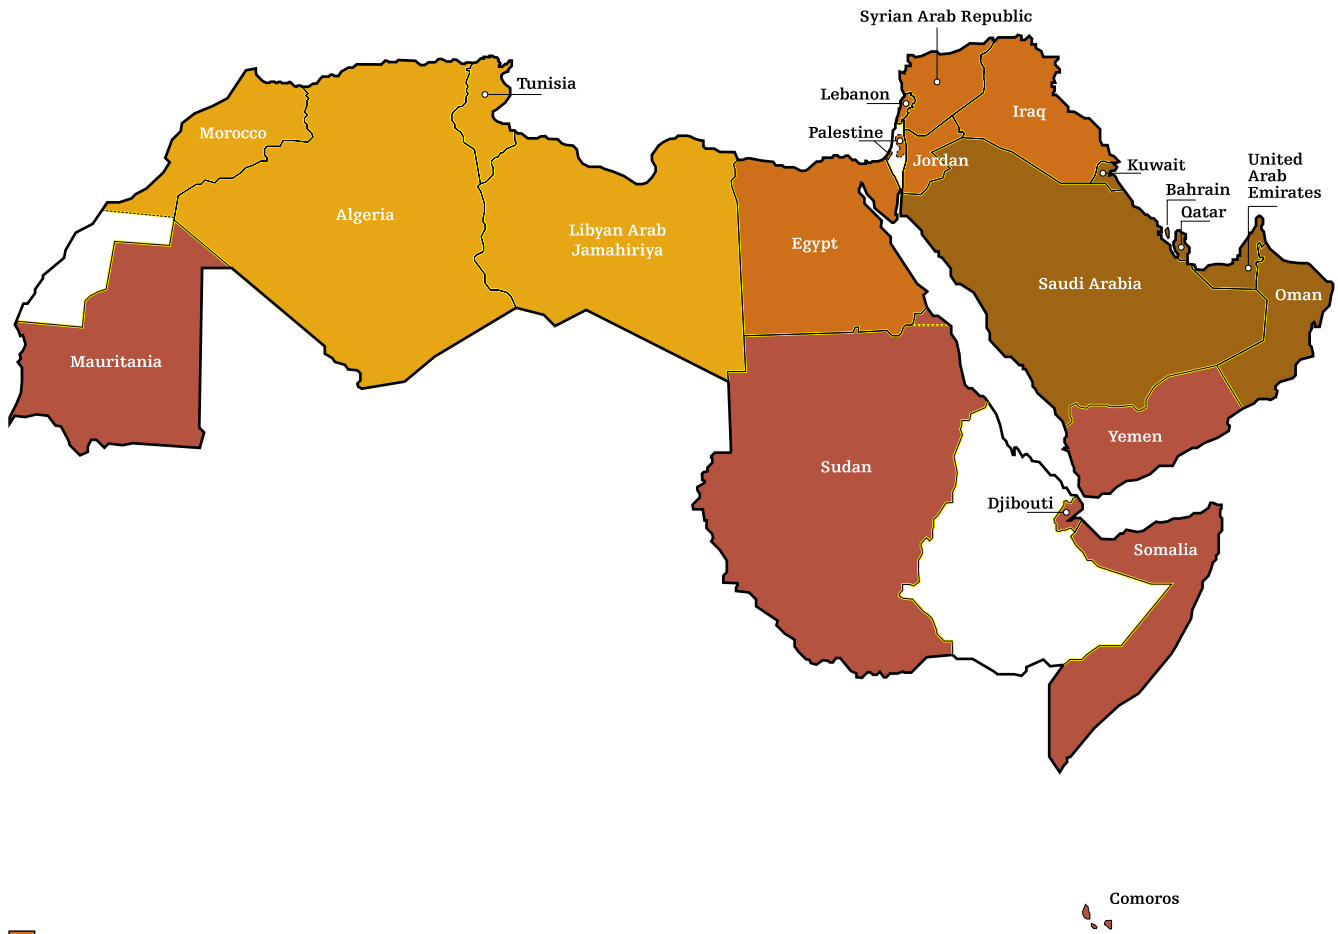 Syrian Arab Republic
Tunisia
Lebanon
Morocco
Palestine
Iraq
Jordan
Kuwait
United
Arab
Emirates
Bahrain
Qatar
Algeria
Libyan Arab
Jamahiriya
Egypt
Saudi Arabia
Oman
Mauritania
Yemen
Sudan
Djibouti
Somalia
Comoros